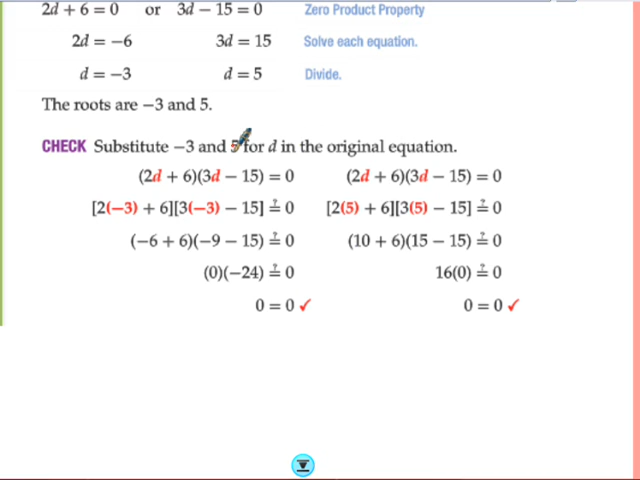 2d + 6 = 0 or 3d − 15 = 0 Zero Product Property
2d = −6 3d = 15 Solve each equation.
d = −3 d = 5 Divide.
The roots are −3 and 5.
CHECK Substitute −3 and 5 for d in the original equation.
(2d + 6)(3d − 15) = 0 (2d + 6)(3d − 15) = 0
[2(−3) + 6][3(−3) − 15] ≟ 0 [2(5) + 6][3(5) − 15] ≟ 0
(−6 + 6)(−9 − 15) ≟ 0 (10 + 6)(15 − 15) ≟ 0
(0)(−24) ≟ 0 16(0) ≟ 0
0 = 0 ✓ 0 = 0 ✓